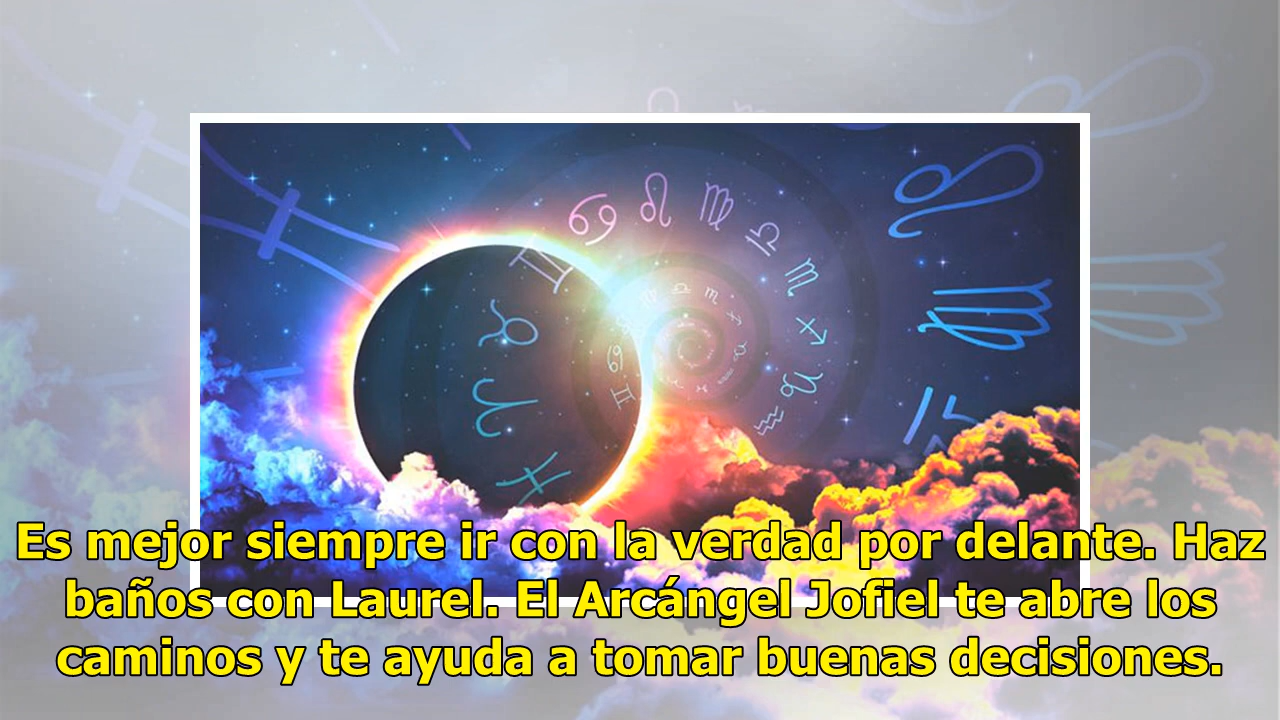 Es mejor siempre ir con la verdad por delante. Haz
baños con Laurel. El Arcángel Jofiel te abre los
caminos y te ayuda a tomar buenas decisiones.